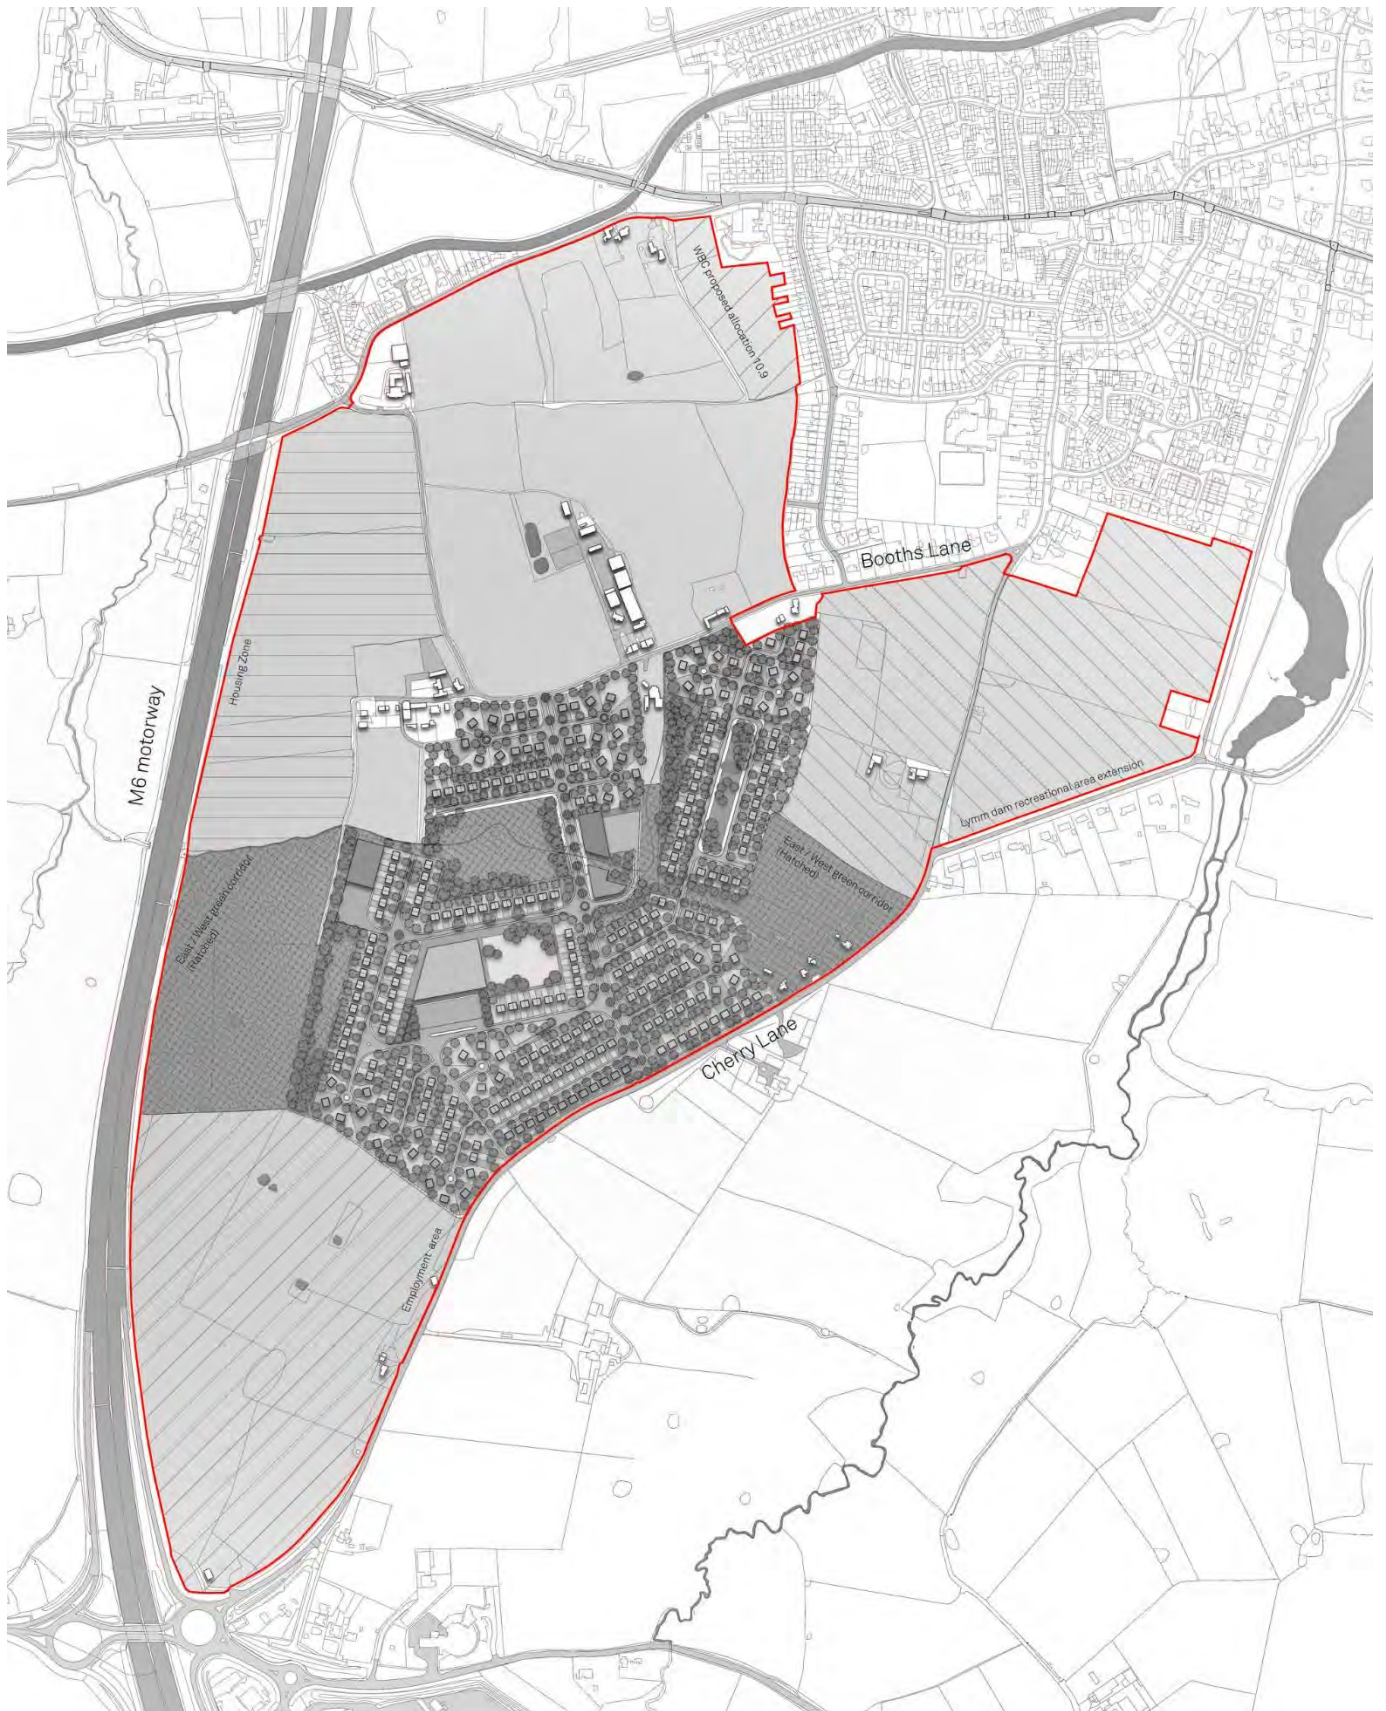 WBC proposed allocation 10.9
Booths Lane
Housing Zone
M6 motorway
Lymm dam recreational area extension
East / West green corridor
(Hatched)
East / West green corridor
(Hatched)
Cherry Lane
Employment area